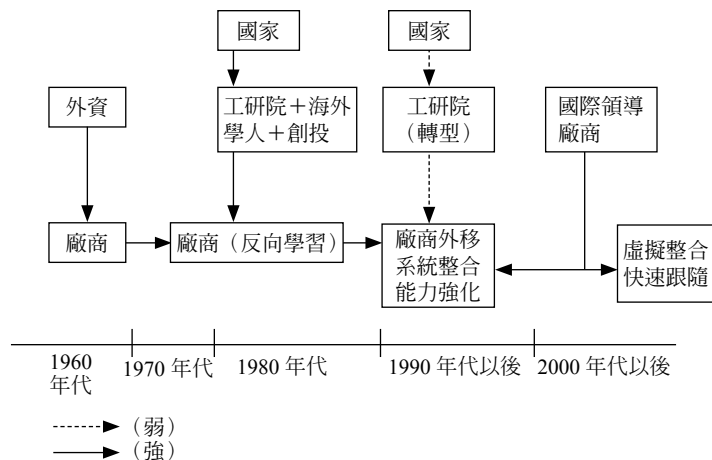 國家
國家
外資
工研院＋海外
學人＋創投
工研院
（轉型）
國際領導
廠商
廠商
廠商（反向學習）
廠商外移
系統整合
能力強化
虛擬整合
快速跟隨
1960
年代
1970 年代
1980 年代
1990 年代以後
2000 年代以後
（弱）
（強）